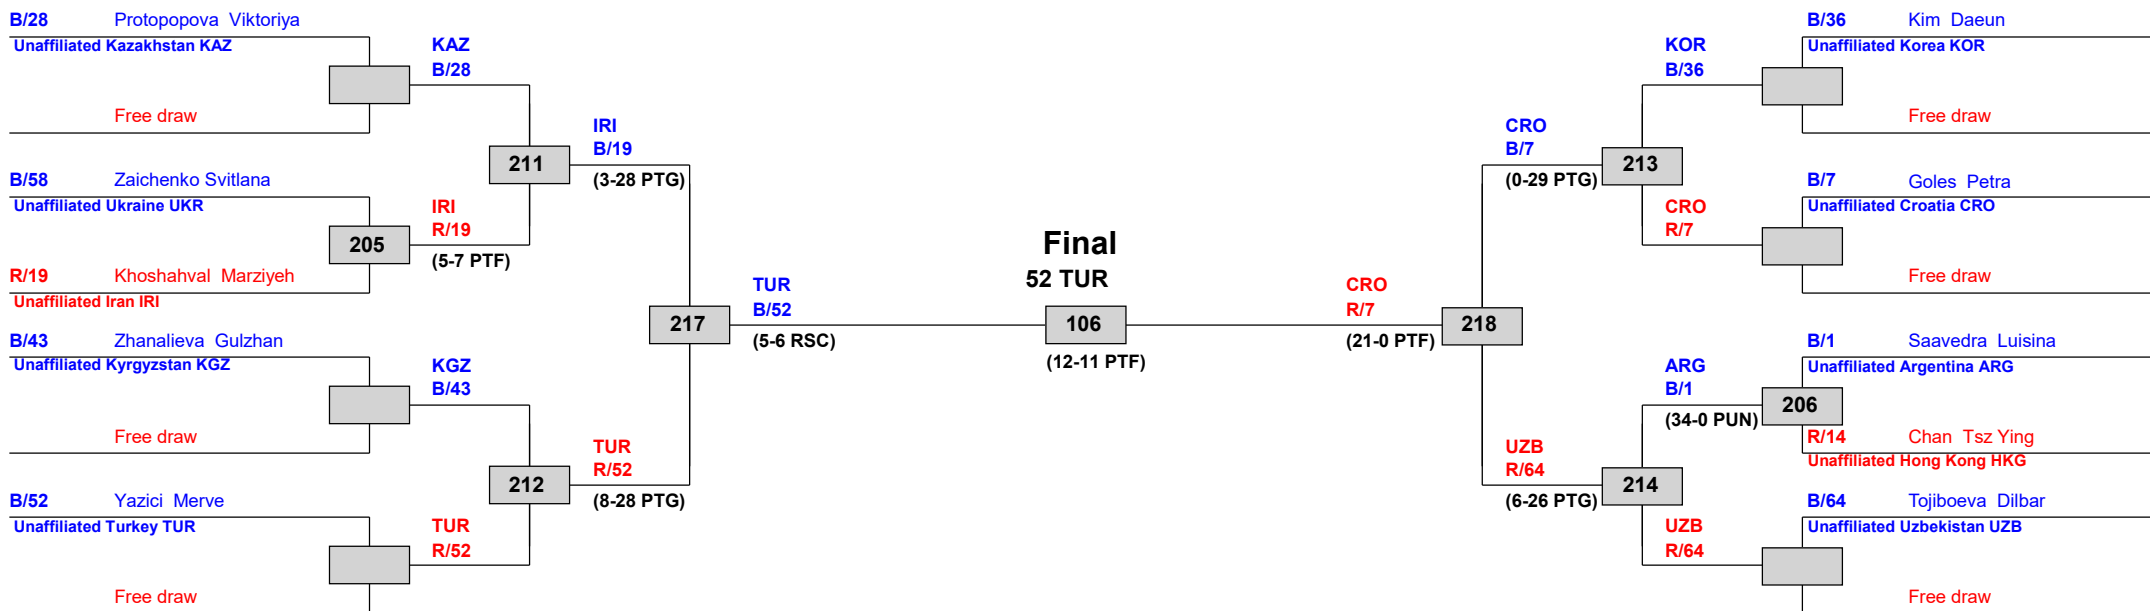 B/28 Protopopova Viktoriya
Unaffiliated Kazakhstan KAZ
Free draw
B/58 Zaichenko Svitlana
Unaffiliated Ukraine UKR
205
R/19 Khoshahval Marziyeh
Unaffiliated Iran IRI
B/43 Zhanalieva Gulzhan
Unaffiliated Kyrgyzstan KGZ
Free draw
B/52 Yazici Merve
Unaffiliated Turkey TUR
Free draw
KAZ
B/28
211
IRI
R/19
(5-7 PTF)
KGZ
B/43
212
TUR
R/52
IRI
B/19
(3-28 PTG)
217
TUR
R/52
(8-28 PTG)
TUR
B/52
(5-6 RSC)
Final
52 TUR
106
(12-11 PTF)
CRO
R/7
(21-0 PTF)
218
CRO
B/7
(0-29 PTG)
213
UZB
R/64
(6-26 PTG)
214
KOR
B/36
CRO
R/7
ARG
B/1
(34-0 PUN)
206
UZB
R/64
B/36 Kim Daeun
Unaffiliated Korea KOR
Free draw
B/7 Goles Petra
Unaffiliated Croatia CRO
Free draw
B/1 Saavedra Luisina
Unaffiliated Argentina ARG
R/14 Chan Tsz Ying
Unaffiliated Hong Kong HKG
B/64 Tojiboeva Dilbar
Unaffiliated Uzbekistan UZB
Free draw